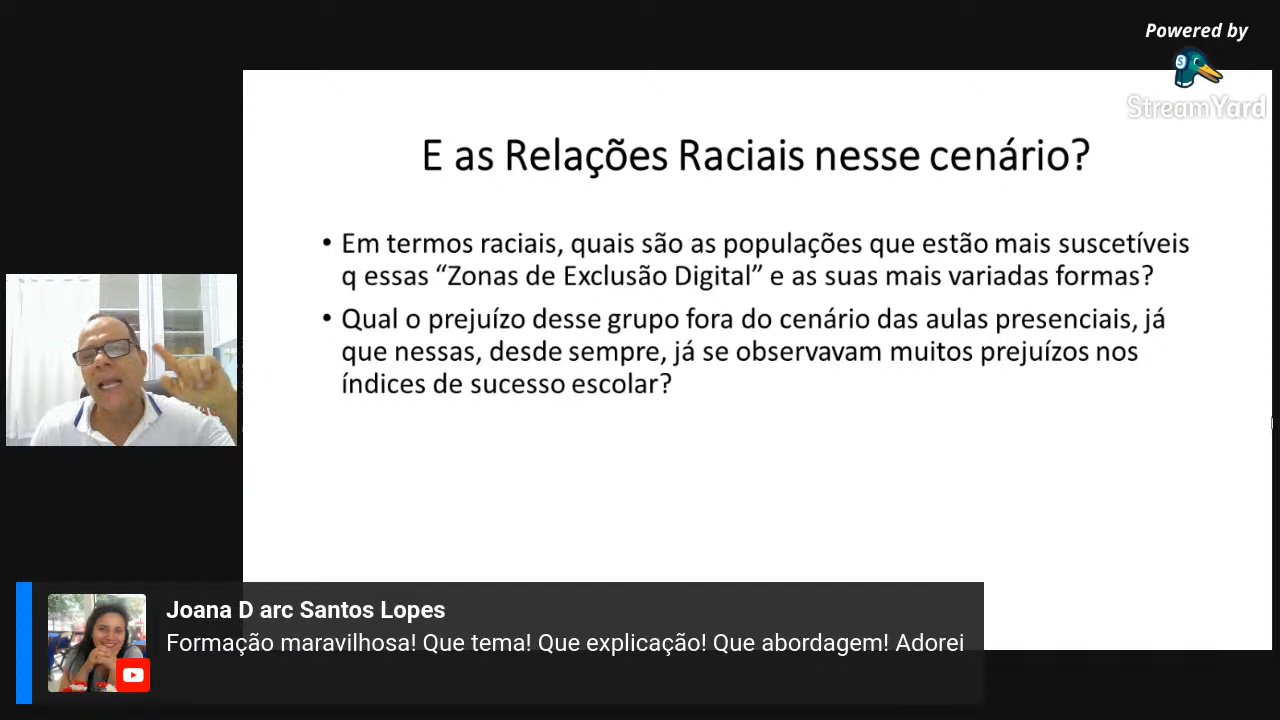 Powered by
StreamYard
E as Relações Raciais nesse cenário?
• Em termos raciais, quais são as populações que estão mais suscetíveis
q essas “Zonas de Exclusão Digital” e as suas mais variadas formas?
• Qual o prejuízo desse grupo fora do cenário das aulas presenciais, já
que nessas, desde sempre, já se observavam muitos prejuízos nos
índices de sucesso escolar?
Joana D arc Santos Lopes
Formação maravilhosa! Que tema! Que explicação! Que abordagem! Adorei